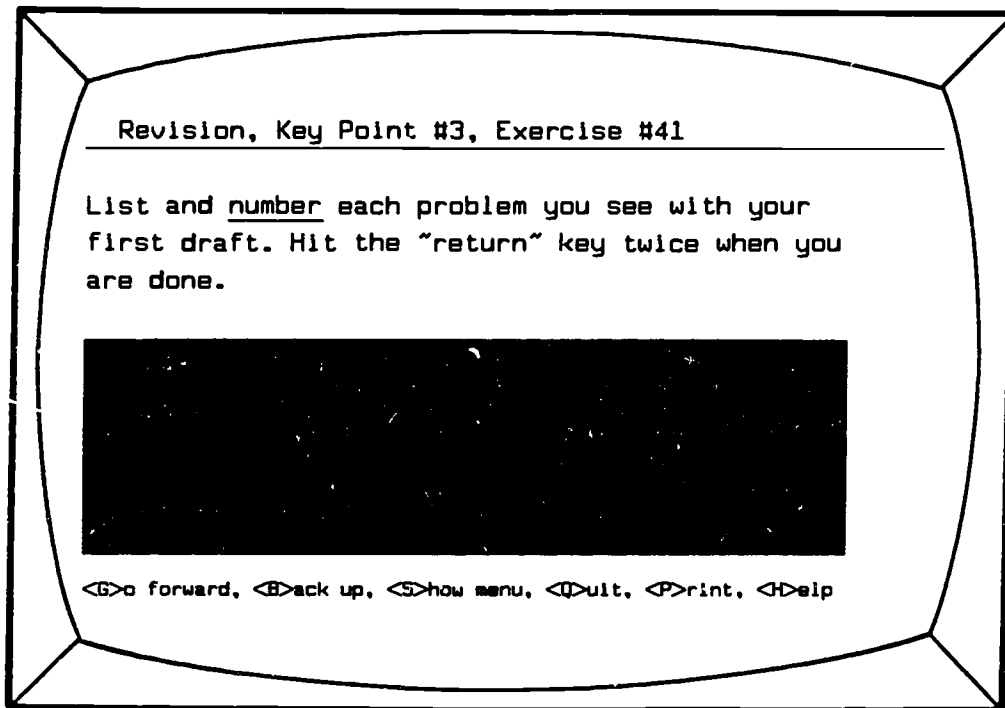 Revision, Key Point #3, Exercise #41
List and number each problem you see with your
first draft. Hit the "return" key twice when you
are done.
<G>o forward, <B>ack up, <S>how menu, <Q>uit, <P>rint, <H>elp